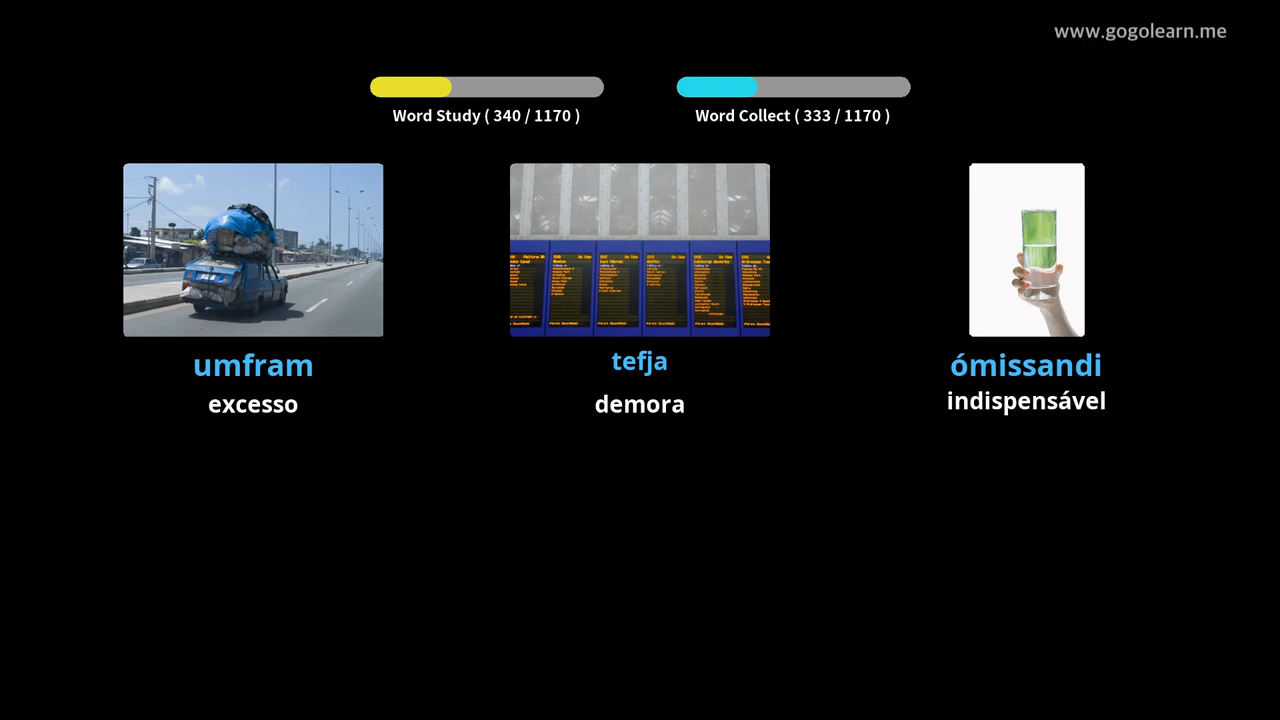 www.gogolearn.me
Word Study ( 340 / 1170 )
Word Collect ( 333 / 1170 )
umfram
tefja
ómissandi
excesso
demora
indispensável